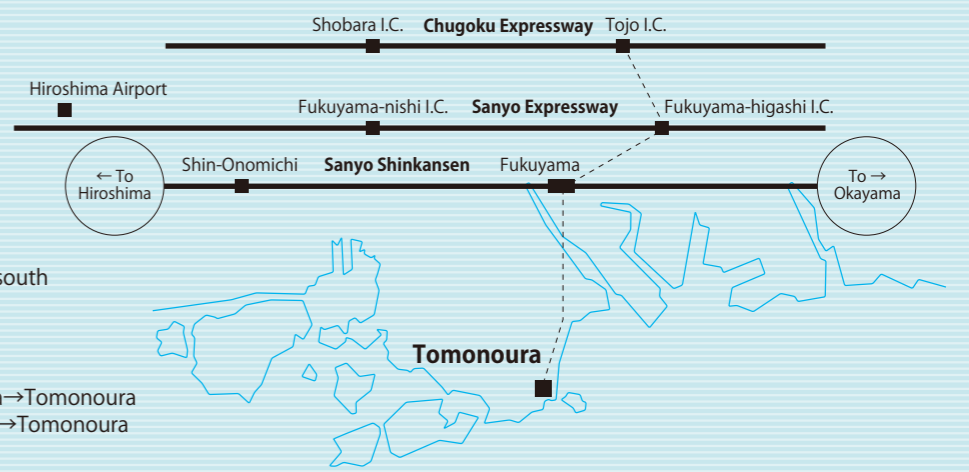 Shobara I.C. Chugoku Expressway Tojo I.C.
Hiroshima Airport
Fukuyama-nishi I.C. Sanyo Expressway Fukuyama-higashi I.C.
Shin-Onomichi Sanyo Shinkansen Fukuyama
← To
Hiroshima
To →
Okayama
south
Tomonoura
→Tomonoura
→Tomonoura